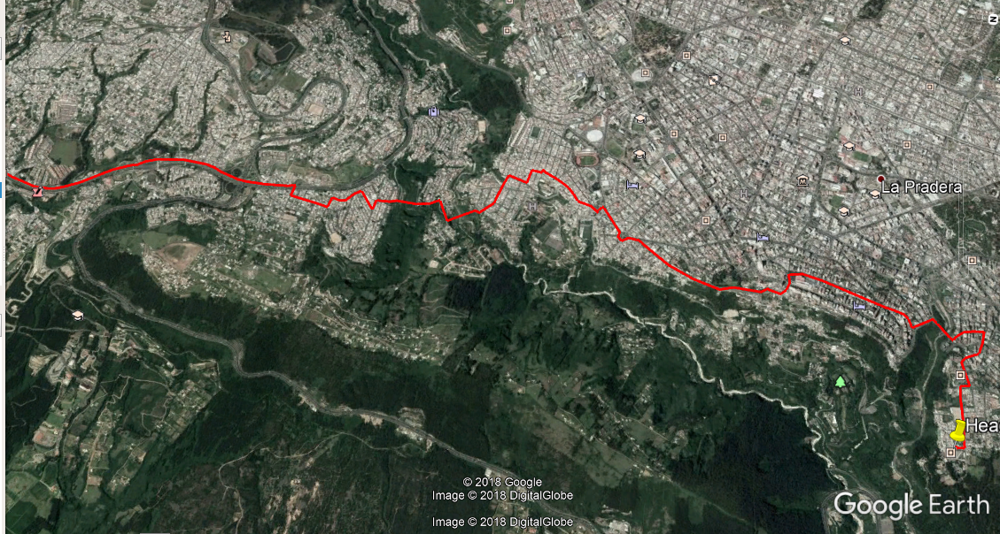 N
H
La Pradera
M
Hea
© 2018 Google
Image © 2018 DigitalGlobe
Image © 2018 DigitalGlobe
Google Earth